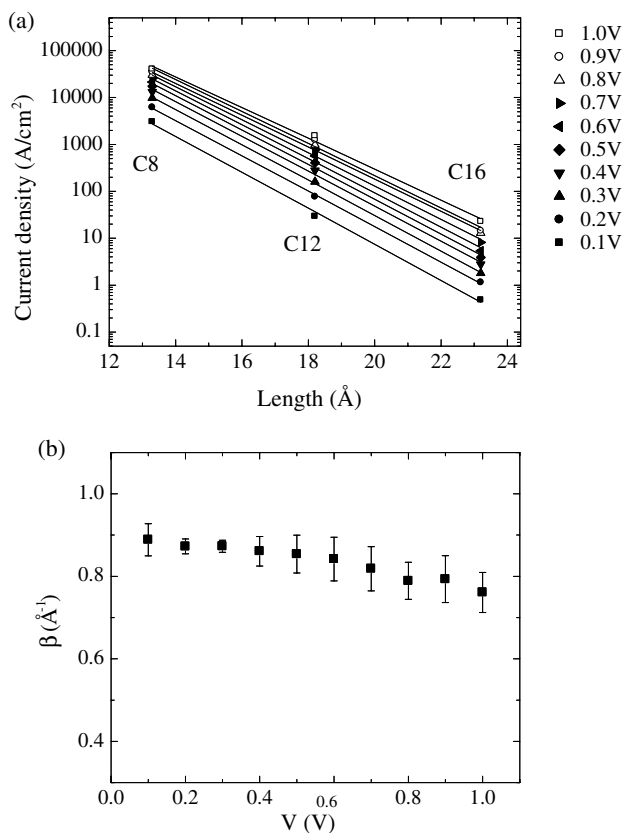 (a)
100000
10000
1000
100
10
1
0.1
Current density (A/cm²)
C8
C12
C16
12 14 16 18 20 22 24
Length (Å)
1.0V
0.9V
0.8V
0.7V
0.6V
0.5V
0.4V
0.3V
0.2V
0.1V
(b)
1.0
0.8
0.6
0.4
β (Å⁻¹)
0.0 0.2 0.4 0.6 0.8 1.0
V (V)